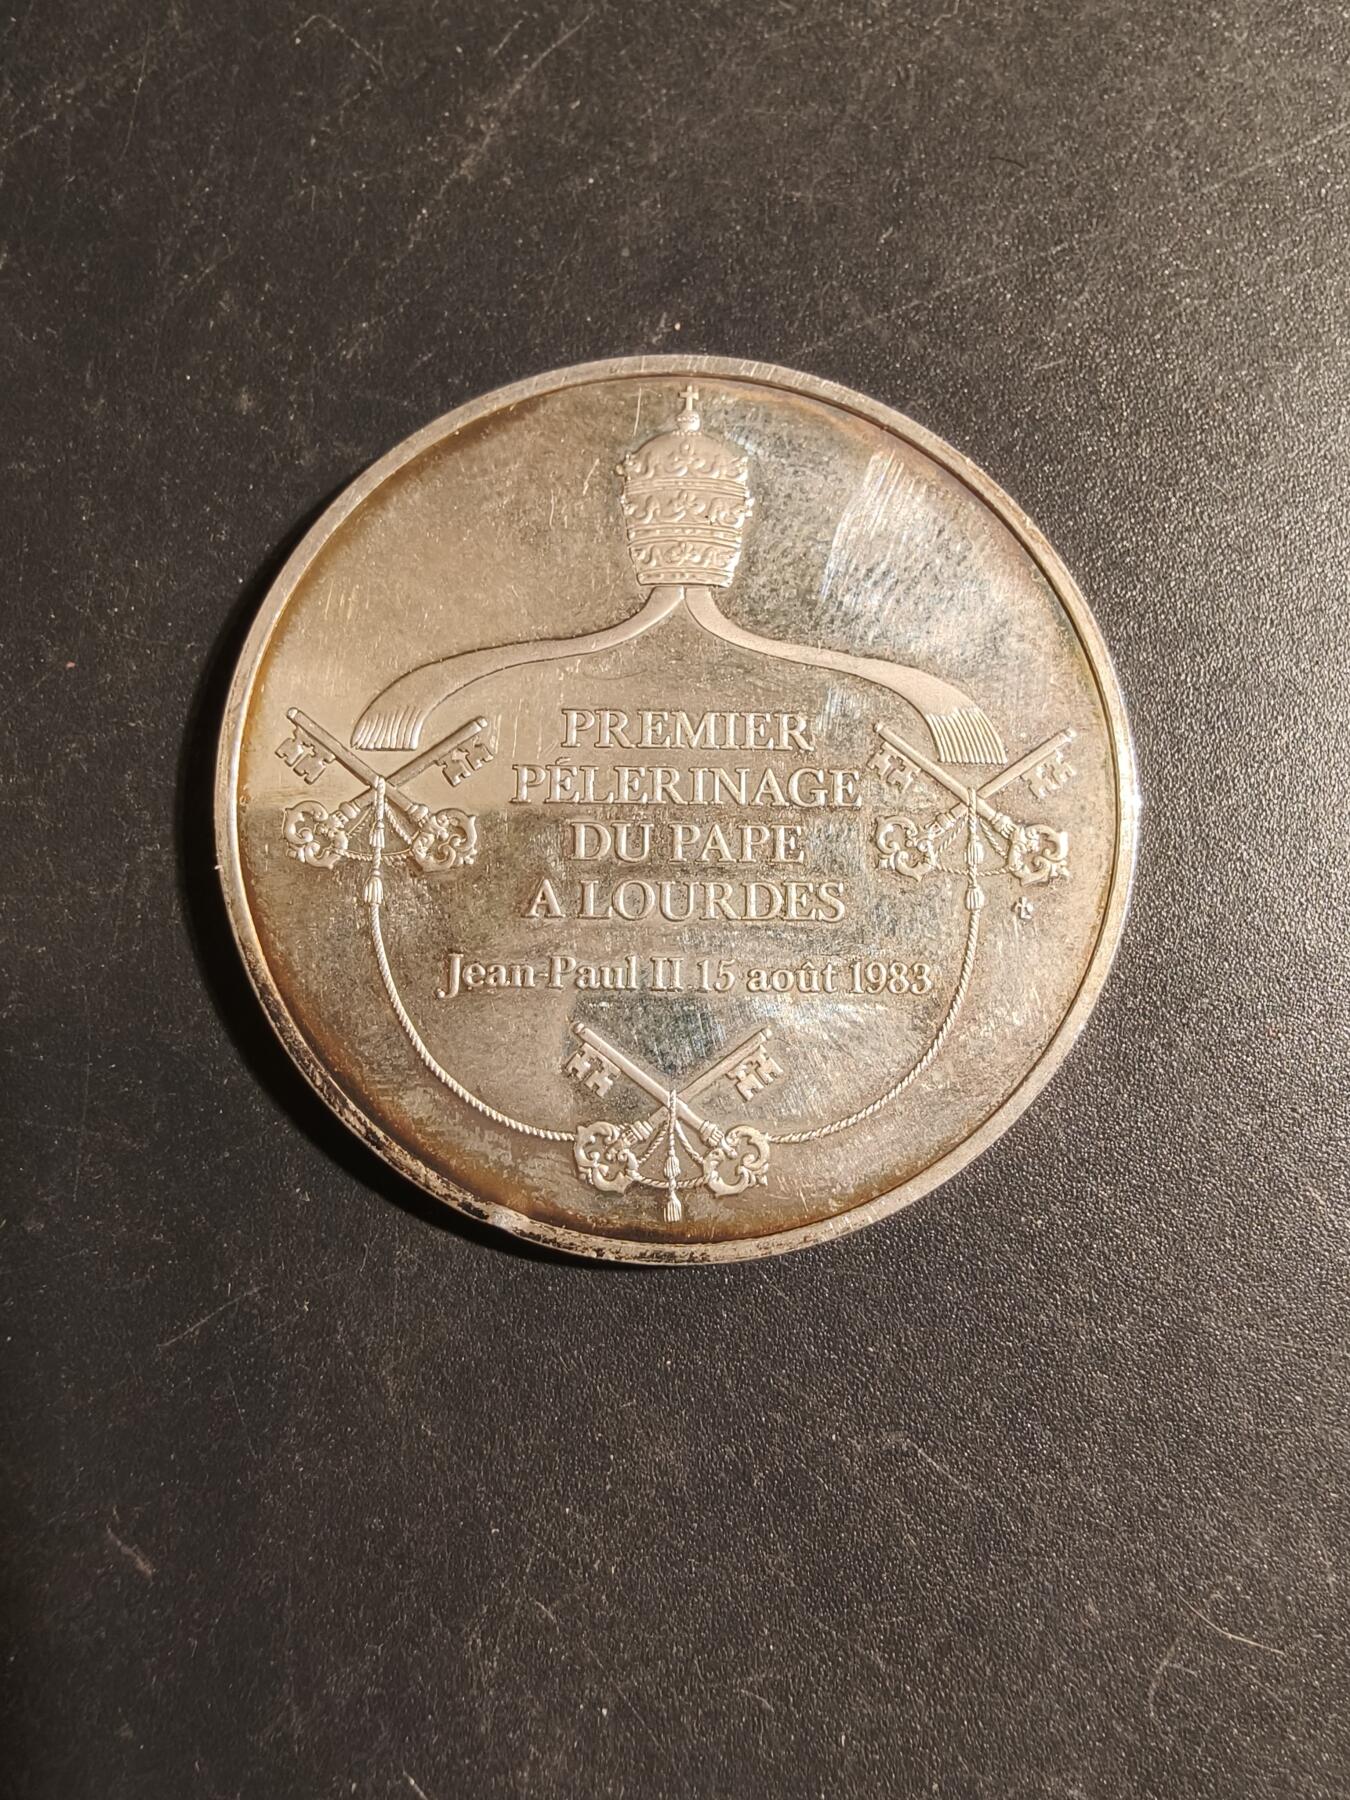 PREMIER
PÉLERINAGE
DU PAPE
A LOURDES
Jean-Paul II 15 août 1983